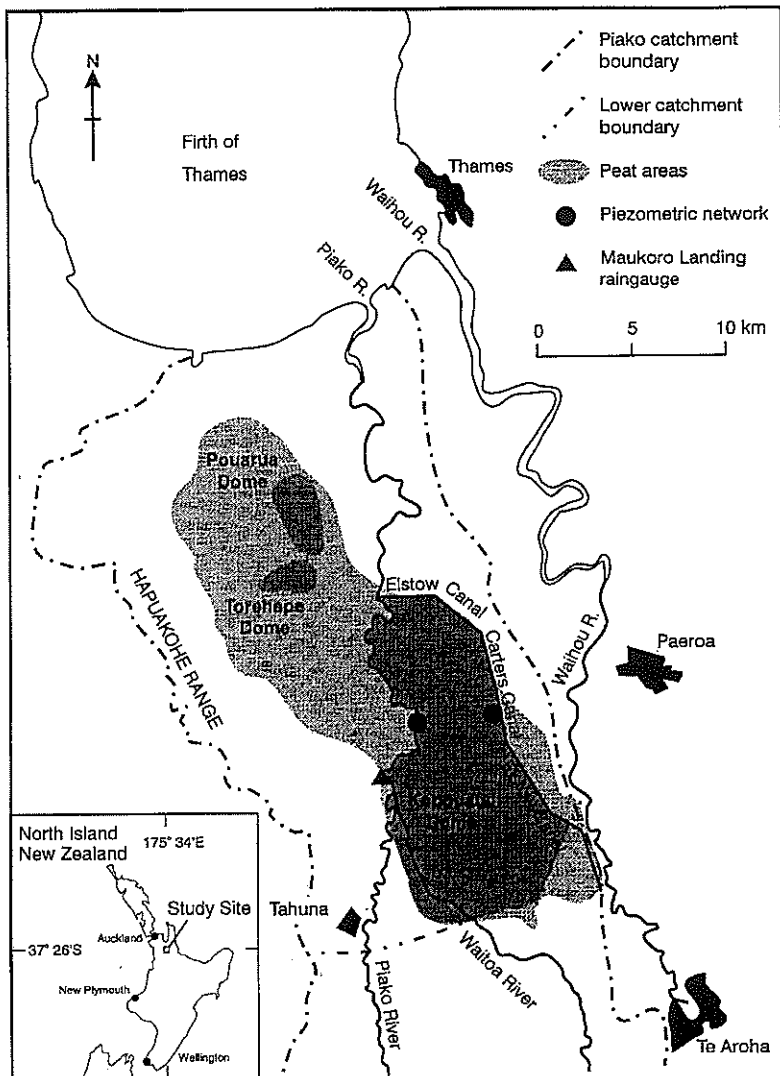 N
Firth of
Thames
Piako catchment
boundary
Lower catchment
boundary
Peat areas
Piezometric network
Maukoro Landing
raingauge
0 5 10 km
Thames
Waihou R.
Piako R.
Pouarua
Dome
Torehape
Dome
HAPUAKOHE RANGE
Elstow Canal
Carters Canal
Waihou R.
Paeroa
Tahuna
Piako River
Waitoa River
Te Aroha
North Island
New Zealand
175° 34'E
Study Site
Auckland
37° 26'S
New Plymouth
Wellington